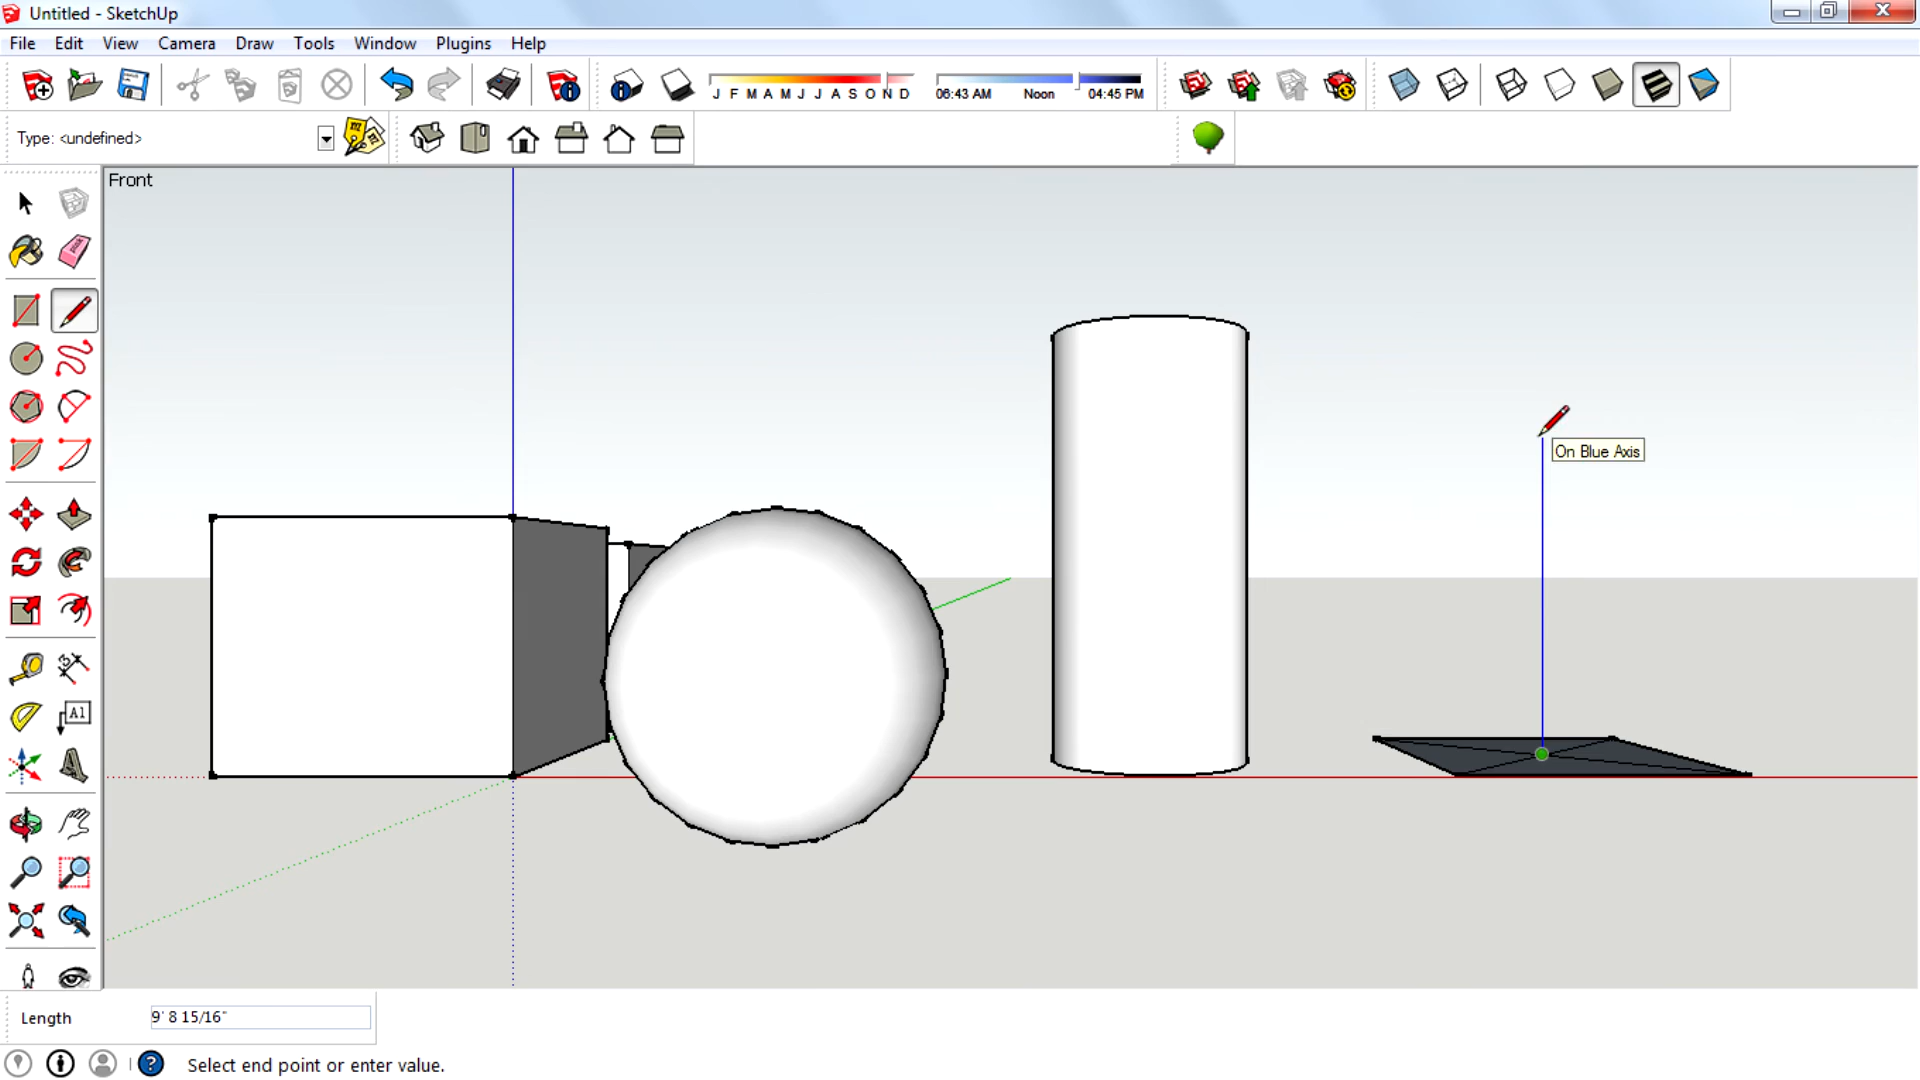 Untitled - SketchUp
File Edit View Camera Draw Tools Window Plugins Help
J F M A M J J A S O N D 06:43 AM Noon 04:45 PM
Type: <undefined>
Front
On Blue Axis
A1
Length 9' 8 15/16"
Select end point or enter value.